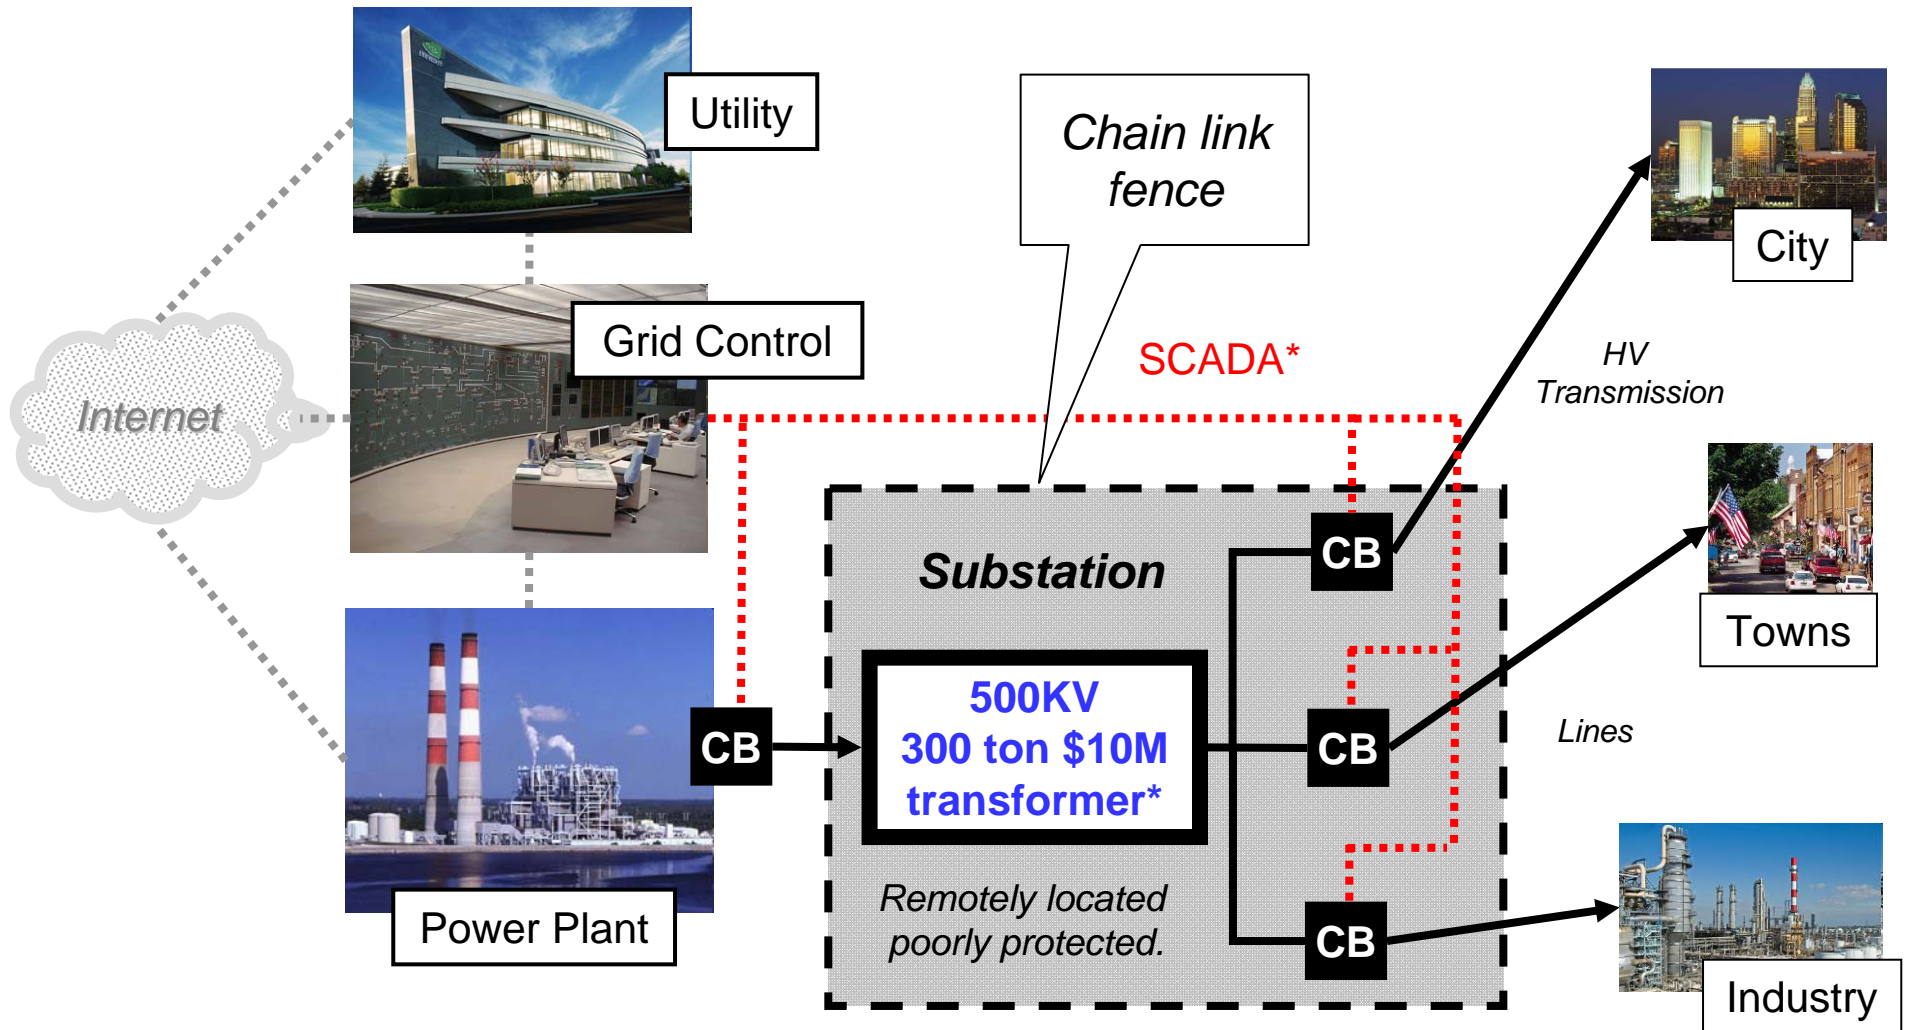 Utility
Chain link
fence
City
Grid Control
SCADA*
HV
Transmission
Internet
CB
Substation
Towns
500KV
300 ton $10M
transformer*
CB
CB
Lines
Remotely located
poorly protected.
CB
Power Plant
Industry